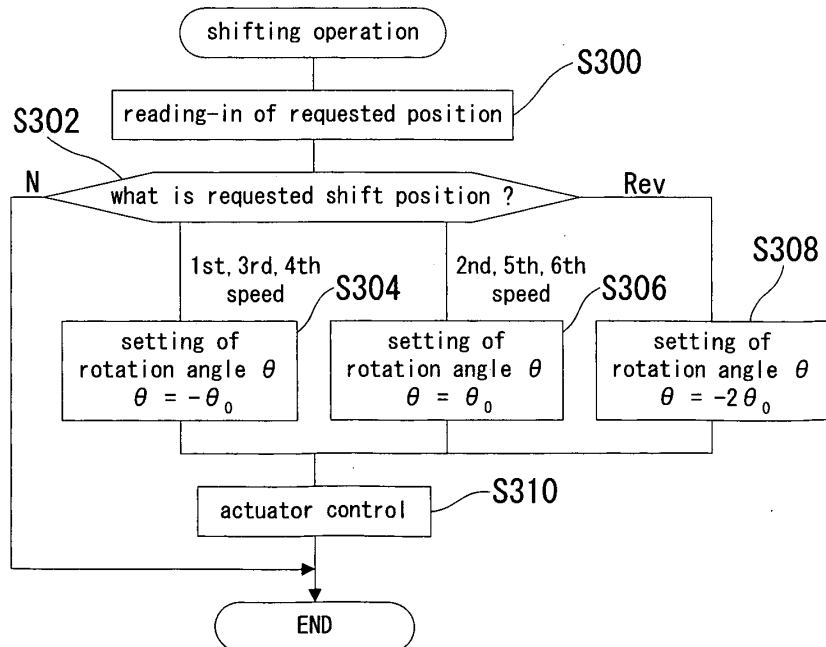 shifting operation
S300
reading-in of requested position
S302
N
what is requested shift position ?
Rev
1st, 3rd, 4th
speed
S304
2nd, 5th, 6th
speed
S306
S308
setting of
rotation angle θ
θ = -θ₀
setting of
rotation angle θ
θ = θ₀
setting of
rotation angle θ
θ = -2θ₀
actuator control
S310
END